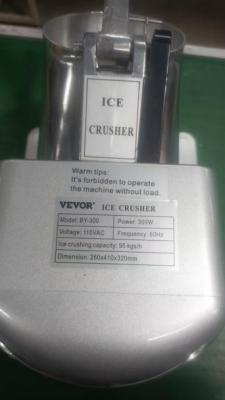 ICE
CRUSHER
Warm tips:
It's forbidden to operate
the machine without load.
VEVOR® ICE CRUSHER
Model: BY-300 Power: 300W
Voltage: 110VAC Frequency: 60Hz
Ice crushing capacity: 95 kgs/h
Dimension: 260x410x320mm